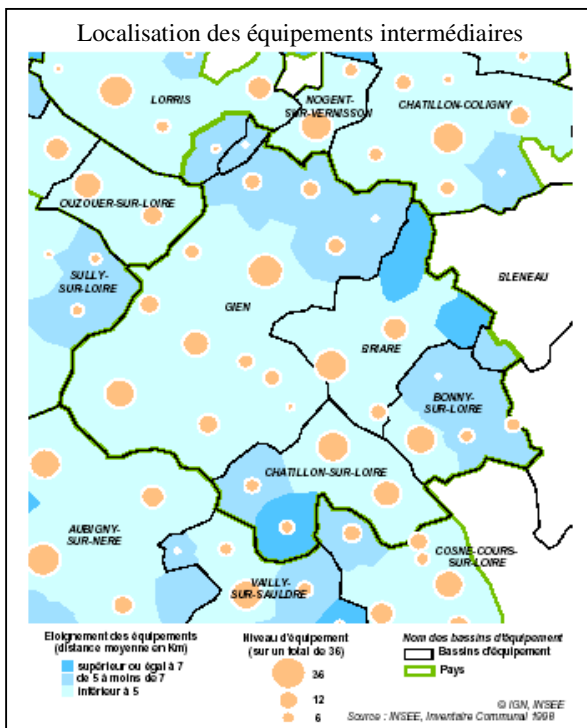 Localisation des équipements intermédiaires
LORRIS
NOGENT-
SUR-VERNISSON
CHATILLON-COLIGNY
OUZOUER-SUR-LOIRE
SULLY-
SUR-LOIRE
GIEN
BLENEAU
BRIARE
BONNY-
SUR-LOIRE
CHATILLON-SUR-LOIRE
AUBIGNY-
SUR-NERE
COSNE-COURS-
SUR-LOIRE
VAILLY-
SUR-SAULDRE
Eloignement des équipements
(distance moyenne en Km)
supérieur ou égal à 7
de 5 à moins de 7
inférieur à 5
Niveau d'équipement
(sur un total de 36)
36
12
6
Nom des bassins d'équipement
Bassins d'équipement
Pays
© IGN, INSEE
Source : INSEE, Inventaire Communal 1998